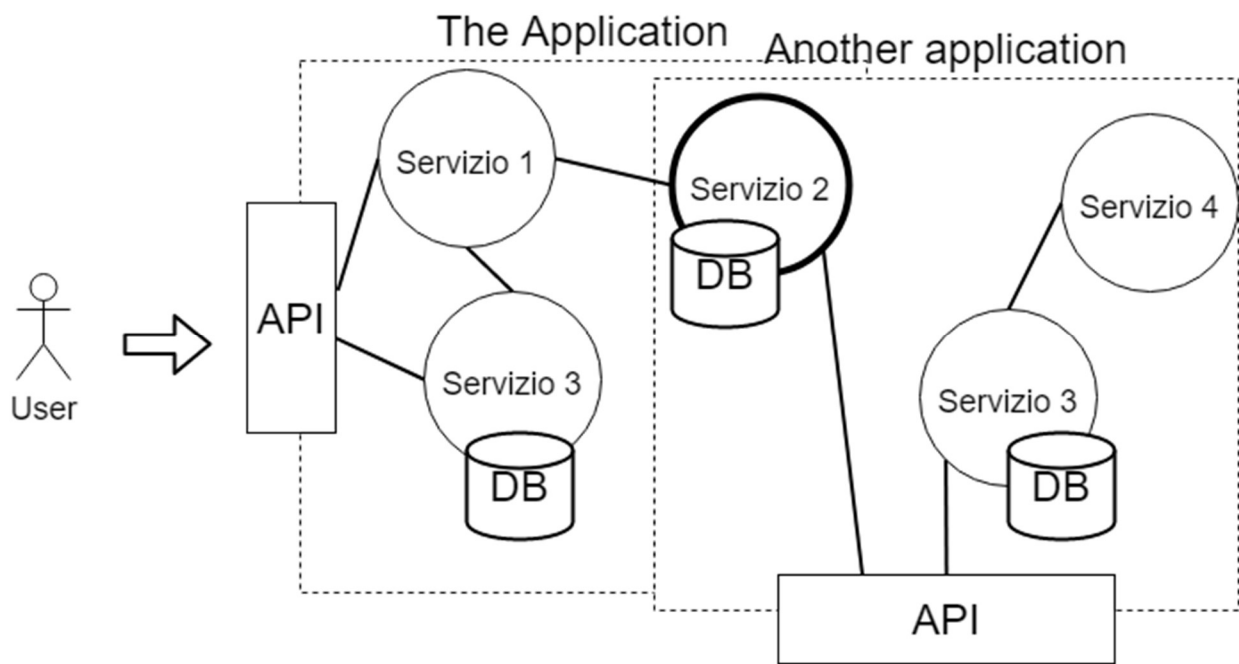 The Application
Another application
Servizio 1
Servizio 2
DB
Servizio 4
API
User
Servizio 3
DB
Servizio 3
DB
API